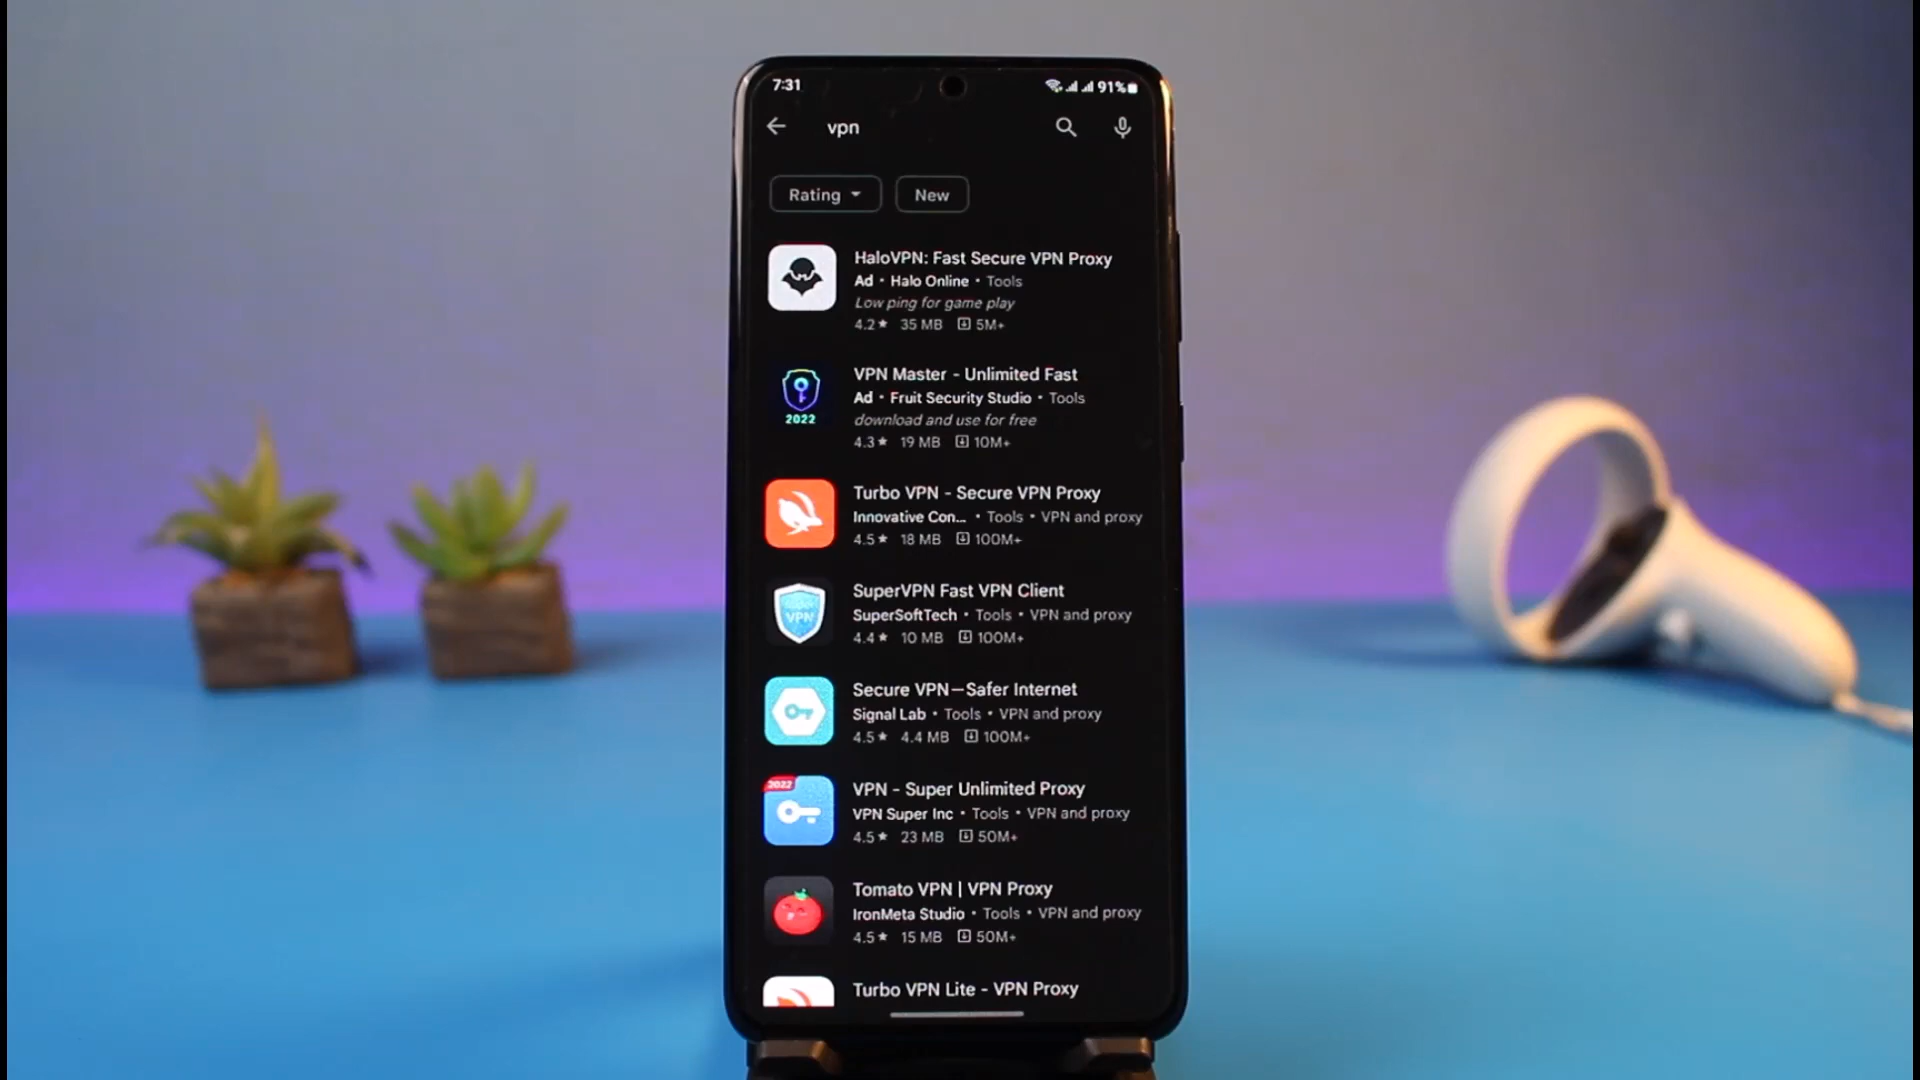 7:31
91%
vpn
Rating
New
HaloVPN: Fast Secure VPN Proxy
Ad • Halo Online • Tools
Low ping for game play
4.2★ 35 MB 5M+
VPN Master - Unlimited Fast
2022
Ad • Fruit Security Studio • Tools
download and use for free
4.3★ 19 MB 10M+
Turbo VPN - Secure VPN Proxy
Innovative Con... • Tools • VPN and proxy
4.5★ 18 MB 100M+
SuperVPN Fast VPN Client
VPN
SuperSoftTech • Tools • VPN and proxy
4.4★ 10 MB 100M+
Secure VPN—Safer Internet
Signal Lab • Tools • VPN and proxy
4.5★ 4.4 MB 100M+
2022
VPN - Super Unlimited Proxy
VPN Super Inc • Tools • VPN and proxy
4.5★ 23 MB 50M+
Tomato VPN | VPN Proxy
IronMeta Studio • Tools • VPN and proxy
4.5★ 15 MB 50M+
Turbo VPN Lite - VPN Proxy